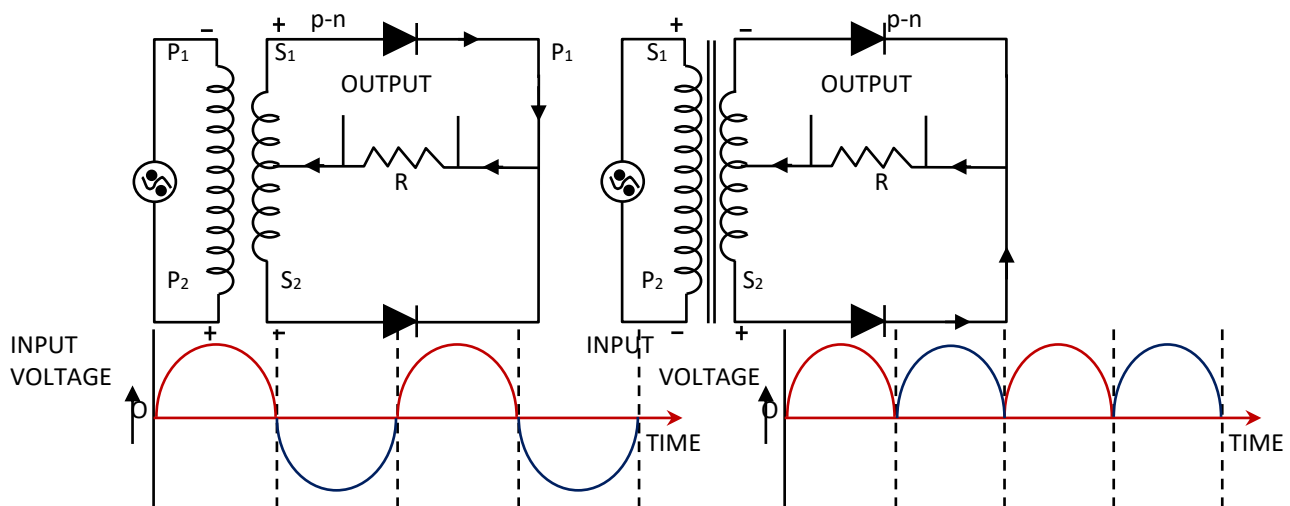 − + p-n + − p-n
P₁ S₁ P₁ S₁
OUTPUT OUTPUT
R R
P₂ S₂ P₂ S₂
+ − − +
INPUT INPUT
VOLTAGE VOLTAGE
O O
TIME TIME